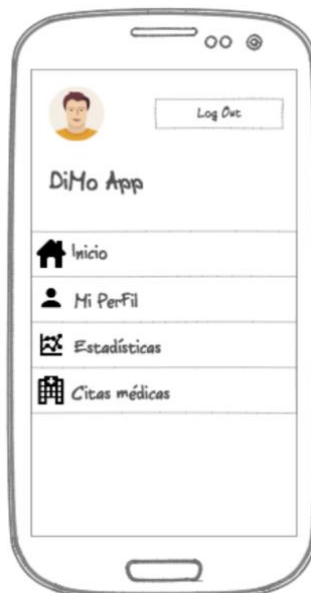 Log Out
DiMo App
Inicio
Mi Perfil
Estadísticas
Citas médicas